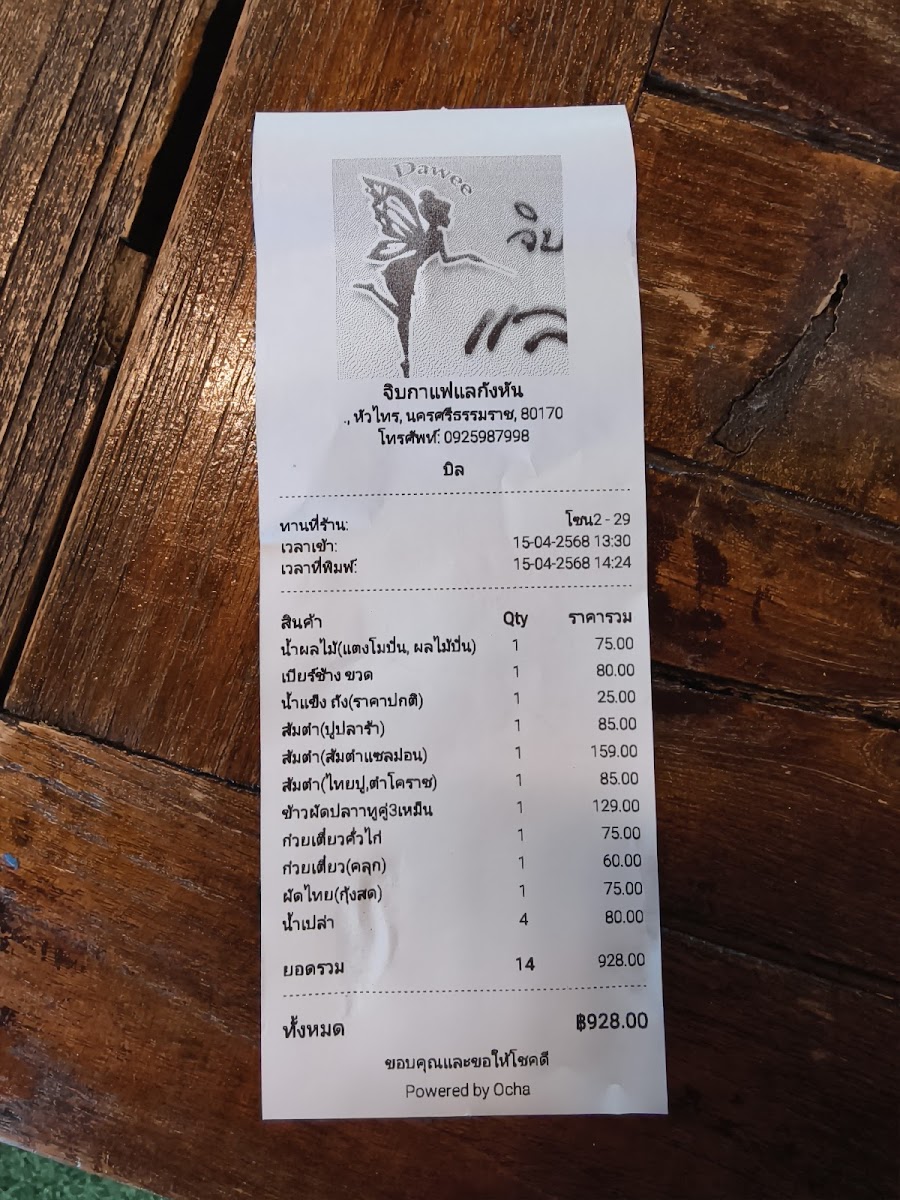 Dawee
จิบ
แล
จิบกาแฟแลกังหัน
., หัวไทร, นครศรีธรรมราช, 80170
โทรศัพท์: 0925987998
บิล
ทานที่ร้าน: โซน2 - 29
เวลาเข้า: 15-04-2568 13:30
เวลาที่พิมพ์: 15-04-2568 14:24
สินค้า Qty ราคารวม
น้ำผลไม้(แตงโมปั่น, ผลไม้ปั่น) 1 75.00
เบียร์ช้าง ขวด 1 80.00
น้ำแข็ง ถัง(ราคาปกติ) 1 25.00
ส้มตำ(ปูปลาร้า) 1 85.00
ส้มตำ(ส้มตำแซลม่อน) 1 159.00
ส้มตำ(ไทยปู,ตำโคราช) 1 85.00
ข้าวผัดปลาาทูคู่3เหม็น 1 129.00
ก๋วยเตี๋ยวคั่วไก่ 1 75.00
ก๋วยเตี๋ยว(คลุก) 1 60.00
ผัดไทย(กุ้งสด) 1 75.00
น้ำเปล่า 4 80.00
ยอดรวม 14 928.00
ทั้งหมด ฿928.00
ขอบคุณและขอให้โชคดี
Powered by Ocha